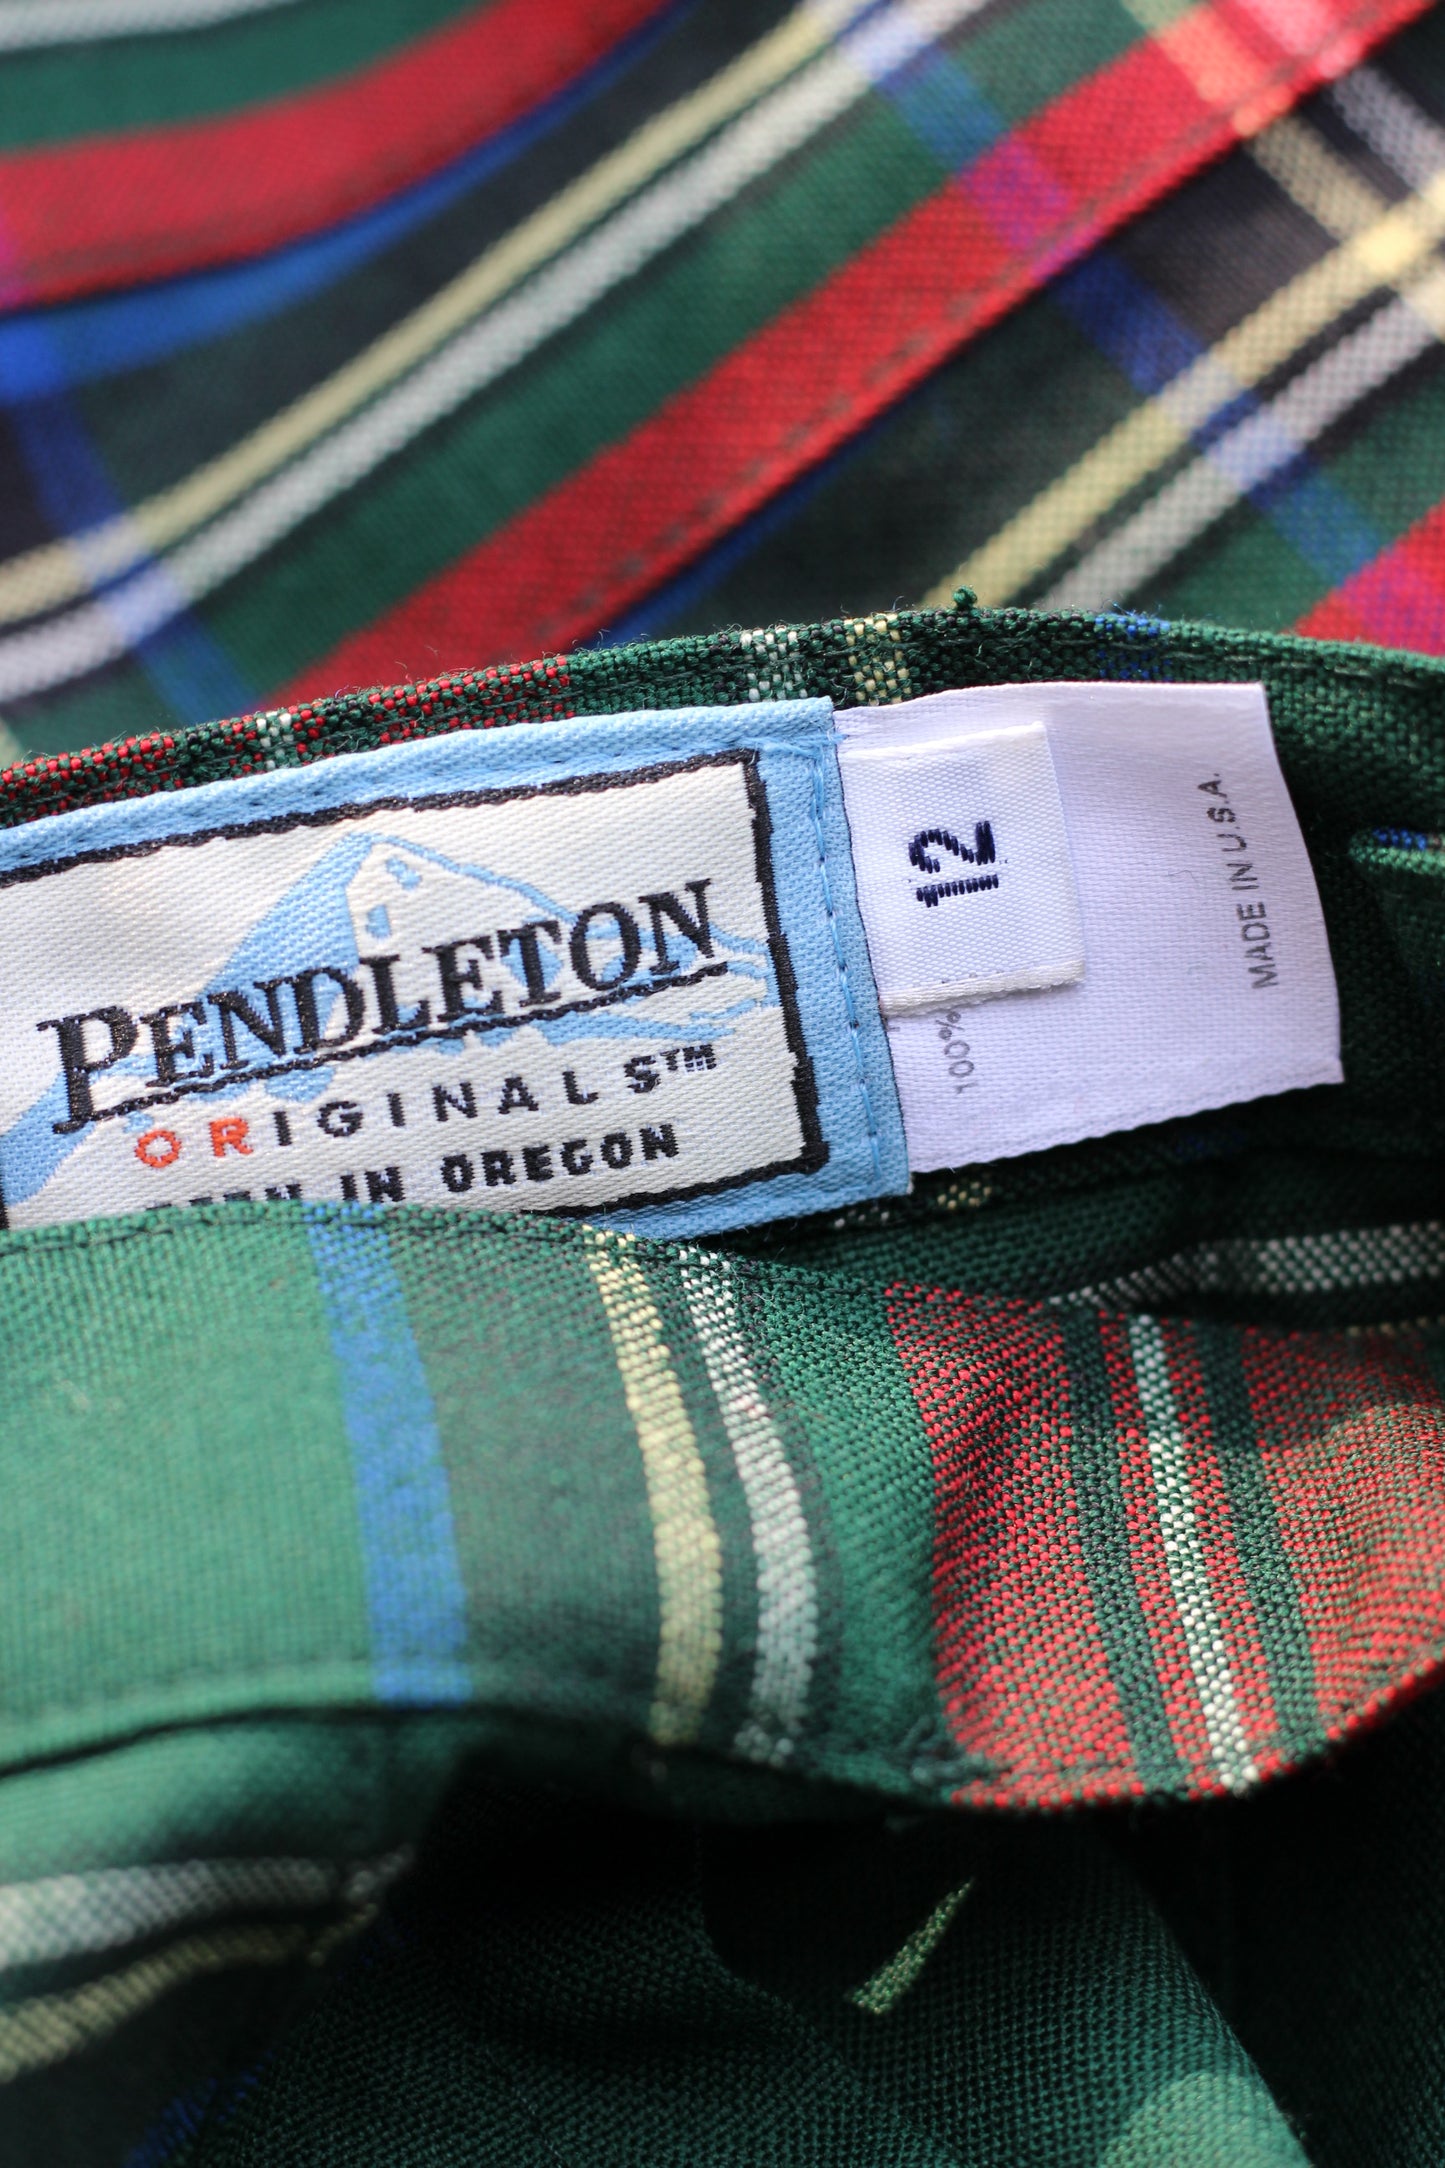 PENDLETON
ORIGINALS™
IN OREGON
12
100%
MADE IN U.S.A.